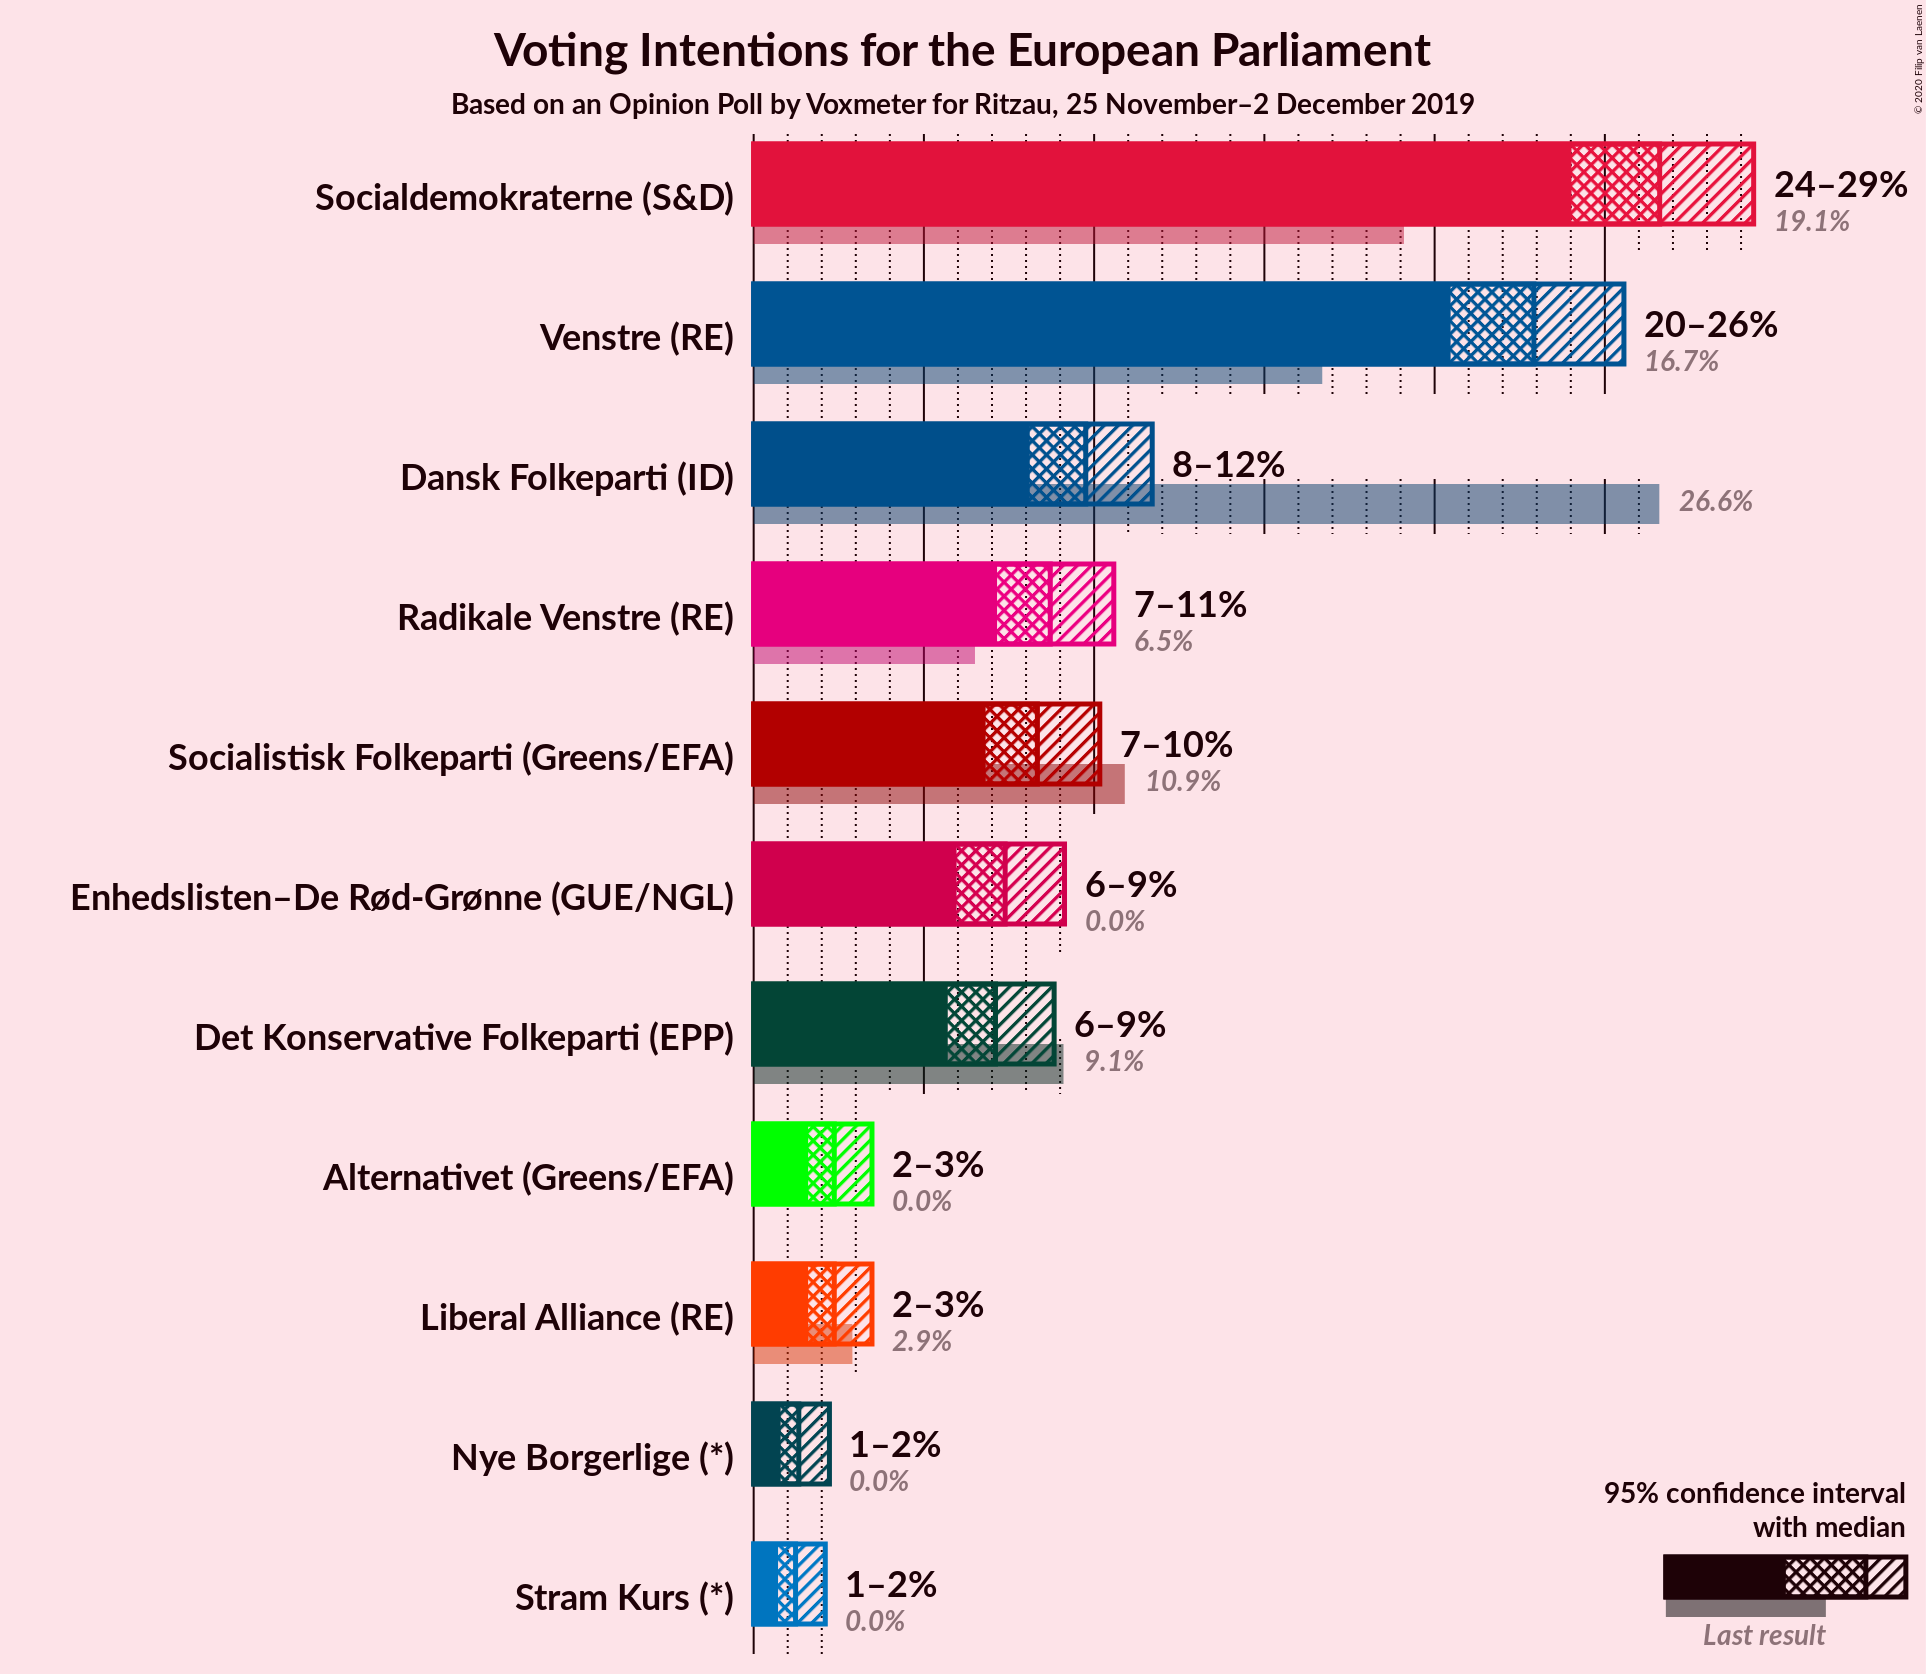 Voting Intentions for the European Parliament
Based on an Opinion Poll by Voxmeter for Ritzau, 25 November–2 December 2019
© 2020 Filip van Laenen
Socialdemokraterne (S&D)
24–29%
19.1%
Venstre (RE)
20–26%
16.7%
Dansk Folkeparti (ID)
8–12%
26.6%
Radikale Venstre (RE)
7–11%
6.5%
Socialistisk Folkeparti (Greens/EFA)
7–10%
10.9%
Enhedslisten–De Rød-Grønne (GUE/NGL)
6–9%
0.0%
Det Konservative Folkeparti (EPP)
6–9%
9.1%
Alternativet (Greens/EFA)
2–3%
0.0%
Liberal Alliance (RE)
2–3%
2.9%
Nye Borgerlige (*)
1–2%
0.0%
Stram Kurs (*)
1–2%
0.0%
95% confidence interval
with median
Last result